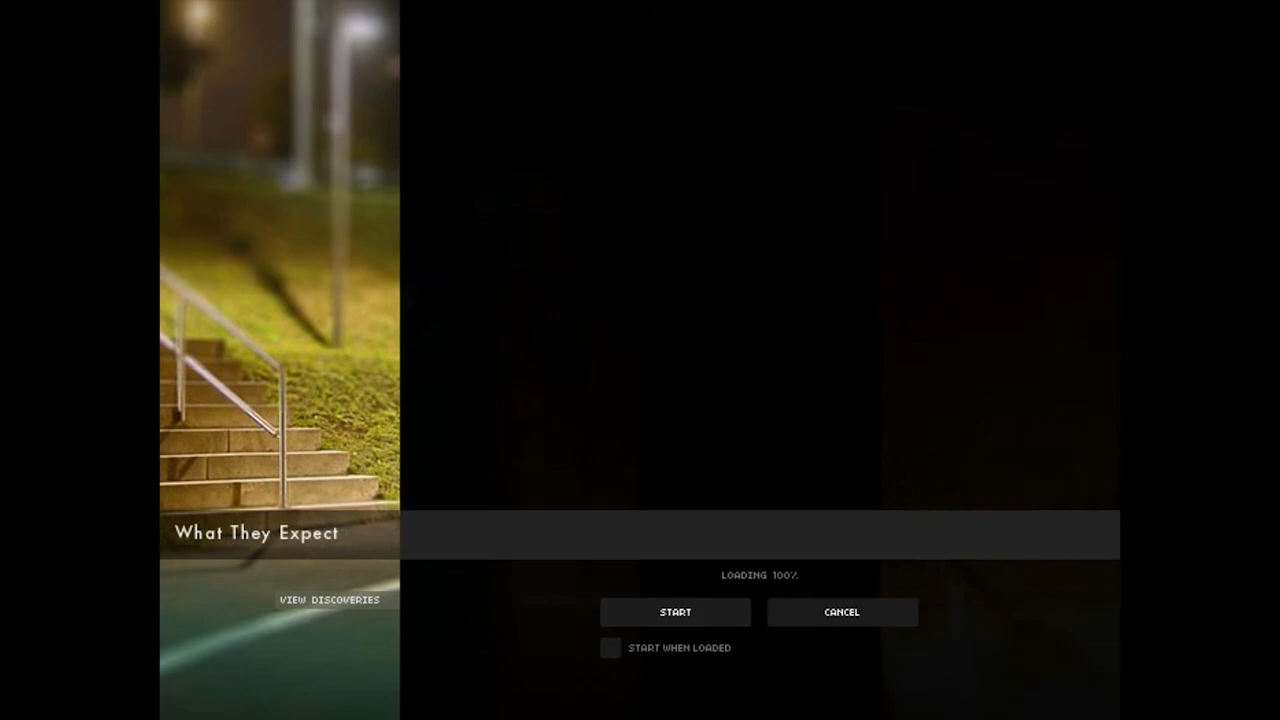 What They Expect
LOADING 100%
VIEW DISCOVERIES
START
CANCEL
START WHEN LOADED